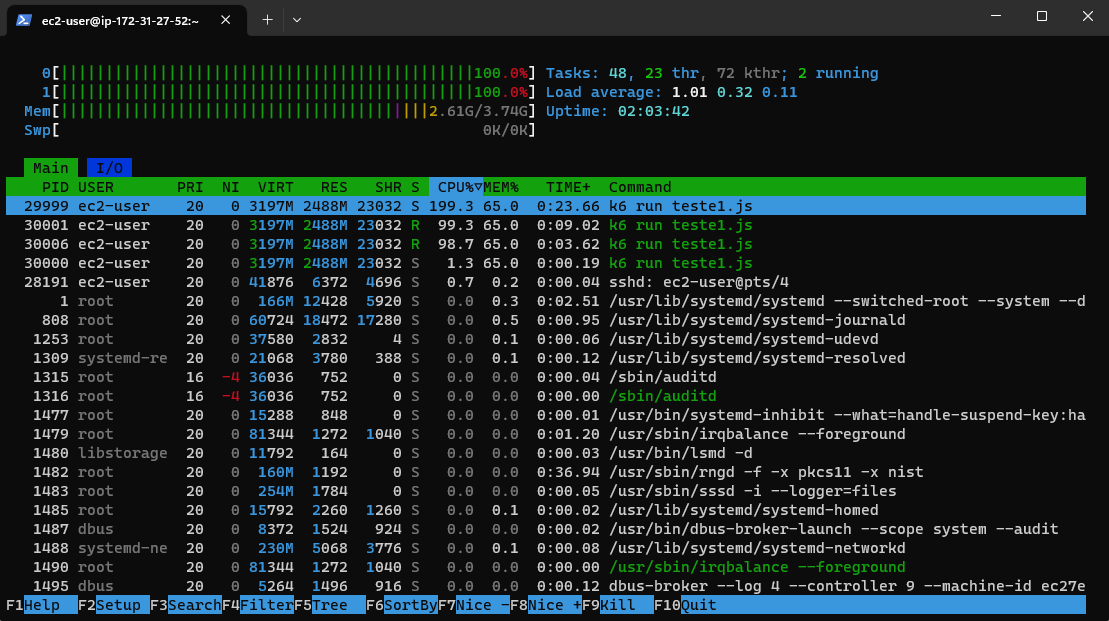 ec2-user@ip-172-31-27-52:~
0[100.0%] Tasks: 48, 23 thr, 72 kthr; 2 running
1[100.0%] Load average: 1.01 0.32 0.11
Mem[2.61G/3.74G] Uptime: 02:03:42
Swp[0K/0K]
Main I/O
PID USER PRI NI VIRT RES SHR S CPU%▽MEM% TIME+ Command
29999 ec2-user 20 0 3197M 2488M 23032 S 199.3 65.0 0:23.66 k6 run teste1.js
30001 ec2-user 20 0 3197M 2488M 23032 R 99.3 65.0 0:09.02 k6 run teste1.js
30006 ec2-user 20 0 3197M 2488M 23032 R 98.7 65.0 0:03.62 k6 run teste1.js
30000 ec2-user 20 0 3197M 2488M 23032 S 1.3 65.0 0:00.19 k6 run teste1.js
28191 ec2-user 20 0 41876 6372 4696 S 0.7 0.2 0:00.04 sshd: ec2-user@pts/4
1 root 20 0 166M 12428 5920 S 0.0 0.3 0:02.51 /usr/lib/systemd/systemd --switched-root --system --d
808 root 20 0 60724 18472 17280 S 0.0 0.5 0:00.95 /usr/lib/systemd/systemd-journald
1253 root 20 0 37580 2832 4 S 0.0 0.1 0:00.06 /usr/lib/systemd/systemd-udevd
1309 systemd-re 20 0 21068 3780 388 S 0.0 0.1 0:00.12 /usr/lib/systemd/systemd-resolved
1315 root 16 -4 36036 752 0 S 0.0 0.0 0:00.04 /sbin/auditd
1316 root 16 -4 36036 752 0 S 0.0 0.0 0:00.00 /sbin/auditd
1477 root 20 0 15288 848 0 S 0.0 0.0 0:00.01 /usr/bin/systemd-inhibit --what=handle-suspend-key:ha
1479 root 20 0 81344 1272 1040 S 0.0 0.0 0:01.20 /usr/sbin/irqbalance --foreground
1480 libstorage 20 0 11792 164 0 S 0.0 0.0 0:00.03 /usr/bin/lsmd -d
1482 root 20 0 160M 1192 0 S 0.0 0.0 0:36.94 /usr/sbin/rngd -f -x pkcs11 -x nist
1483 root 20 0 254M 1784 0 S 0.0 0.0 0:00.05 /usr/sbin/sssd -i --logger=files
1485 root 20 0 15792 2260 1260 S 0.0 0.1 0:00.02 /usr/lib/systemd/systemd-homed
1487 dbus 20 0 8372 1524 924 S 0.0 0.0 0:00.02 /usr/bin/dbus-broker-launch --scope system --audit
1488 systemd-ne 20 0 230M 5068 3776 S 0.0 0.1 0:00.08 /usr/lib/systemd/systemd-networkd
1490 root 20 0 81344 1272 1040 S 0.0 0.0 0:00.00 /usr/sbin/irqbalance --foreground
1495 dbus 20 0 5264 1496 916 S 0.0 0.0 0:00.12 dbus-broker --log 4 --controller 9 --machine-id ec27e
F1Help F2Setup F3SearchF4FilterF5Tree F6SortByF7Nice -F8Nice +F9Kill F10Quit